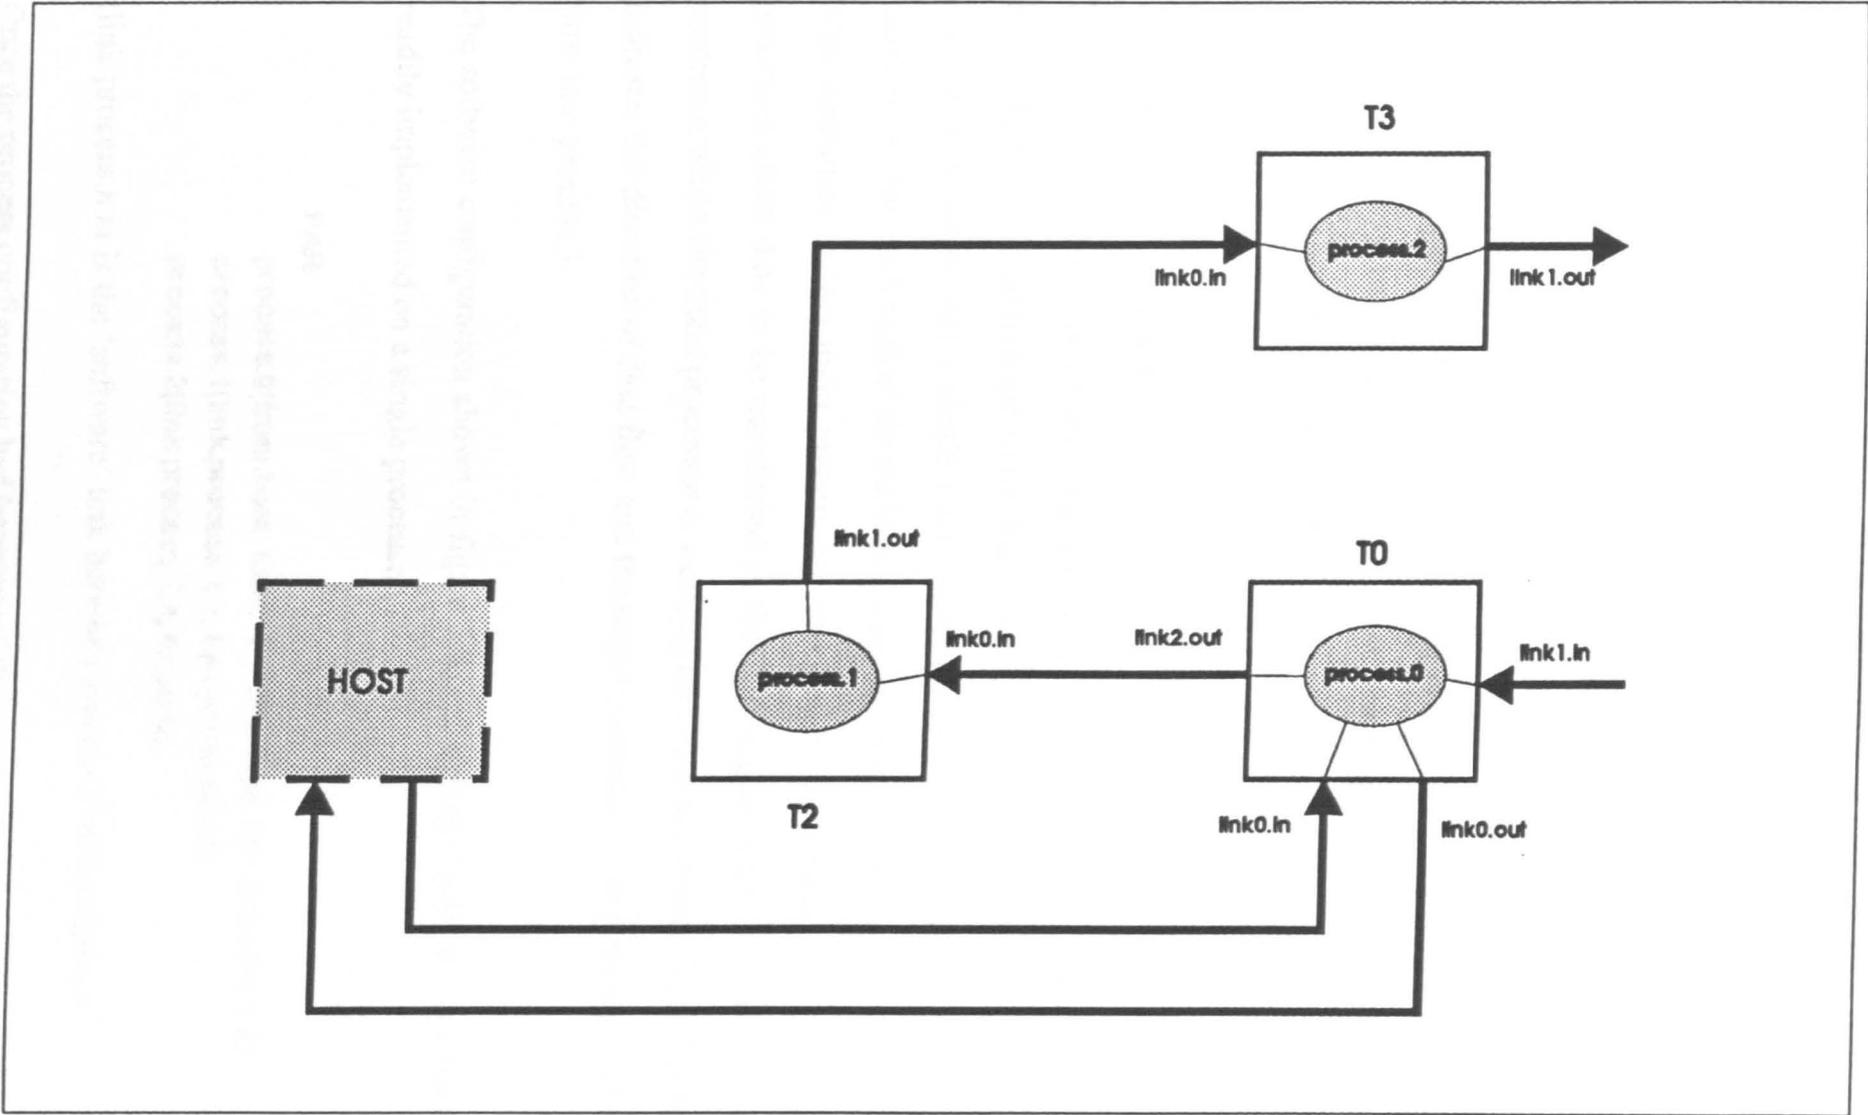 T3
process.2
link0.in
link1.out
link1.out
T0
HOST
process.1
link0.in
link2.out
process.0
link1.in
T2
link0.in
link0.out